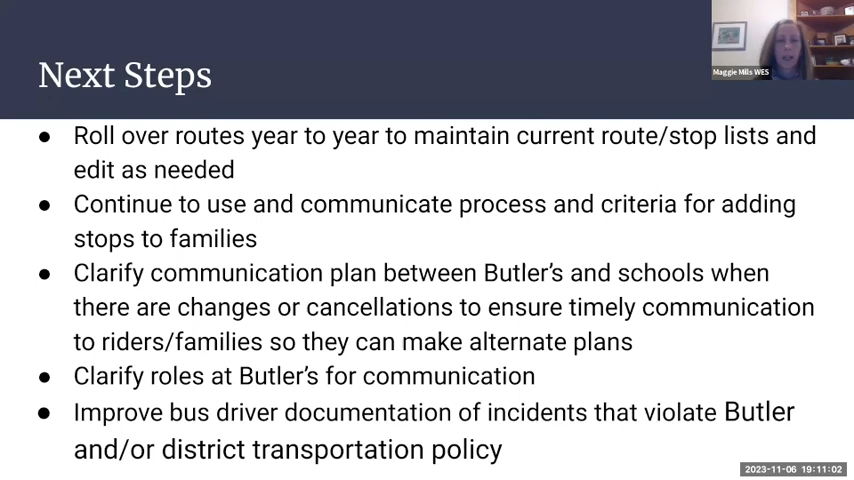 Maggie Mills WES
Next Steps
● Roll over routes year to year to maintain current route/stop lists and
edit as needed
● Continue to use and communicate process and criteria for adding
stops to families
● Clarify communication plan between Butler’s and schools when
there are changes or cancellations to ensure timely communication
to riders/families so they can make alternate plans
● Clarify roles at Butler’s for communication
● Improve bus driver documentation of incidents that violate Butler
and/or district transportation policy
2023-11-06 19:11:02